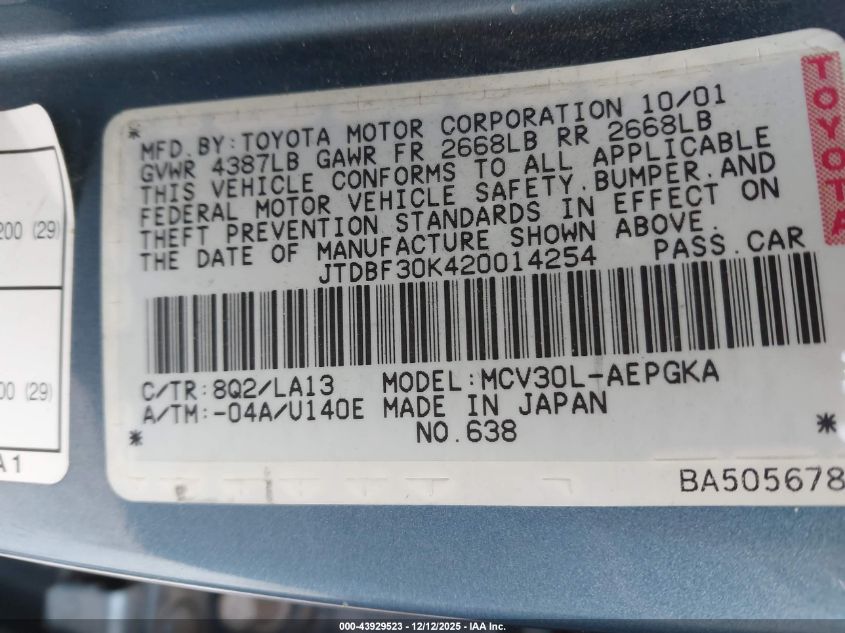 MFD.BY:TOYOTA MOTOR CORPORATION 10/01
GVWR 4387LB GAWR FR 2668LB RR 2668LB
THIS VEHICLE CONFORMS TO ALL APPLICABLE
FEDERAL MOTOR VEHICLE SAFETY,BUMPER,AND
THEFT PREVENTION STANDARDS IN EFFECT ON
THE DATE OF MANUFACTURE SHOWN ABOVE.
JTDBF30K420014254 PASS.CAR
C/TR:8Q2/LA13 MODEL:MCV30L-AEPGKA
A/TM:-04A/U140E MADE IN JAPAN
NO.638
BA505678
TOYOTA
200 (29)
00 (29)
A1
000-43929523 | 12/12/2025 - IAA Inc.